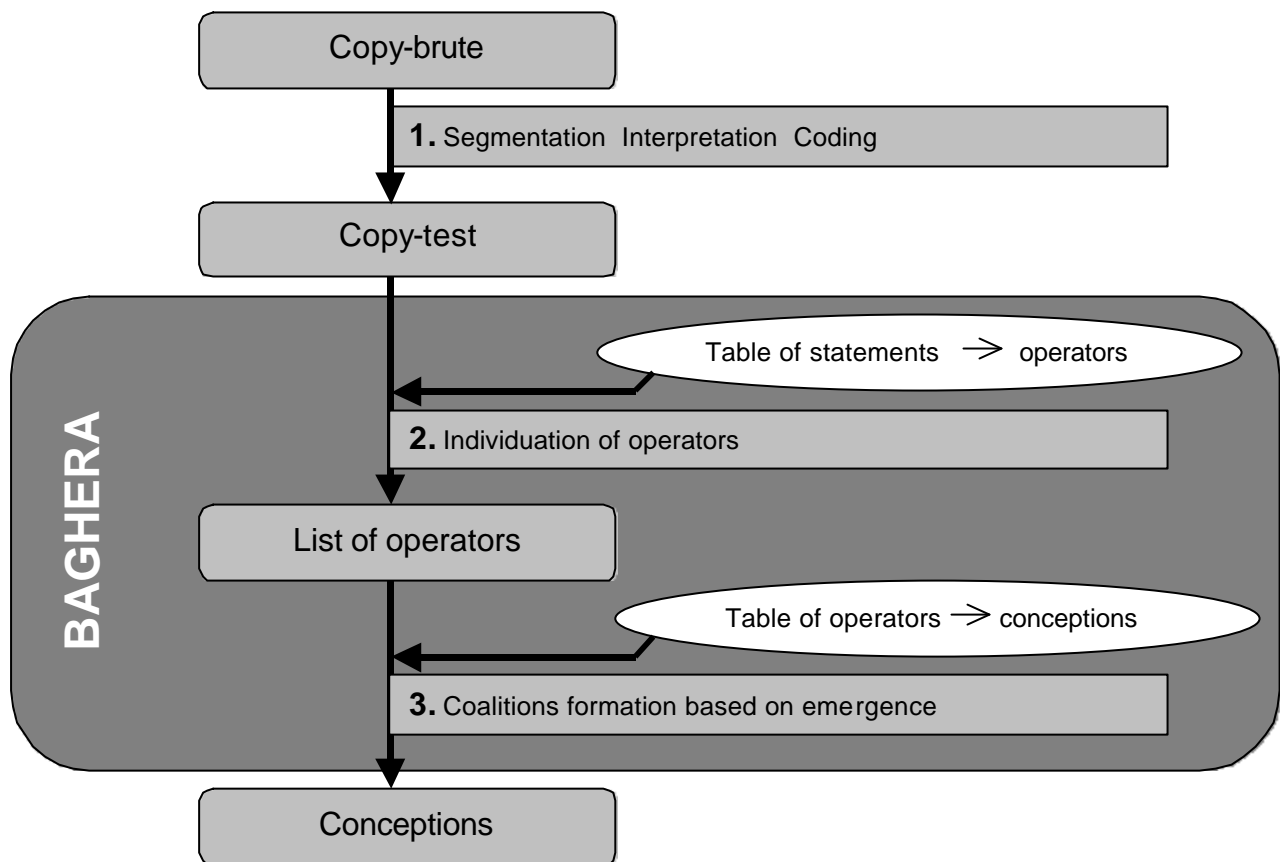 Copy-brute
1. Segmentation Interpretation Coding
Copy-test
Table of statements → operators
2. Individuation of operators
BAGHERA
List of operators
Table of operators → conceptions
3. Coalitions formation based on emergence
Conceptions